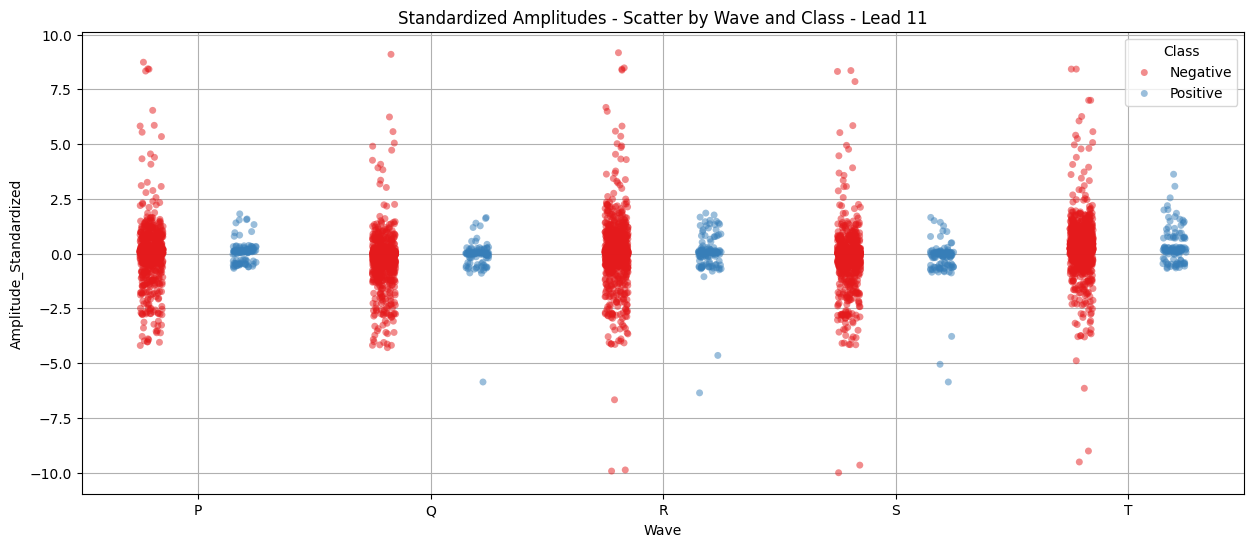 Standardized Amplitudes - Scatter by Wave and Class - Lead 11
Amplitude_Standardized
10.0
7.5
5.0
2.5
0.0
−2.5
−5.0
−7.5
−10.0
Class
Negative
Positive
P
Q
R
S
T
Wave